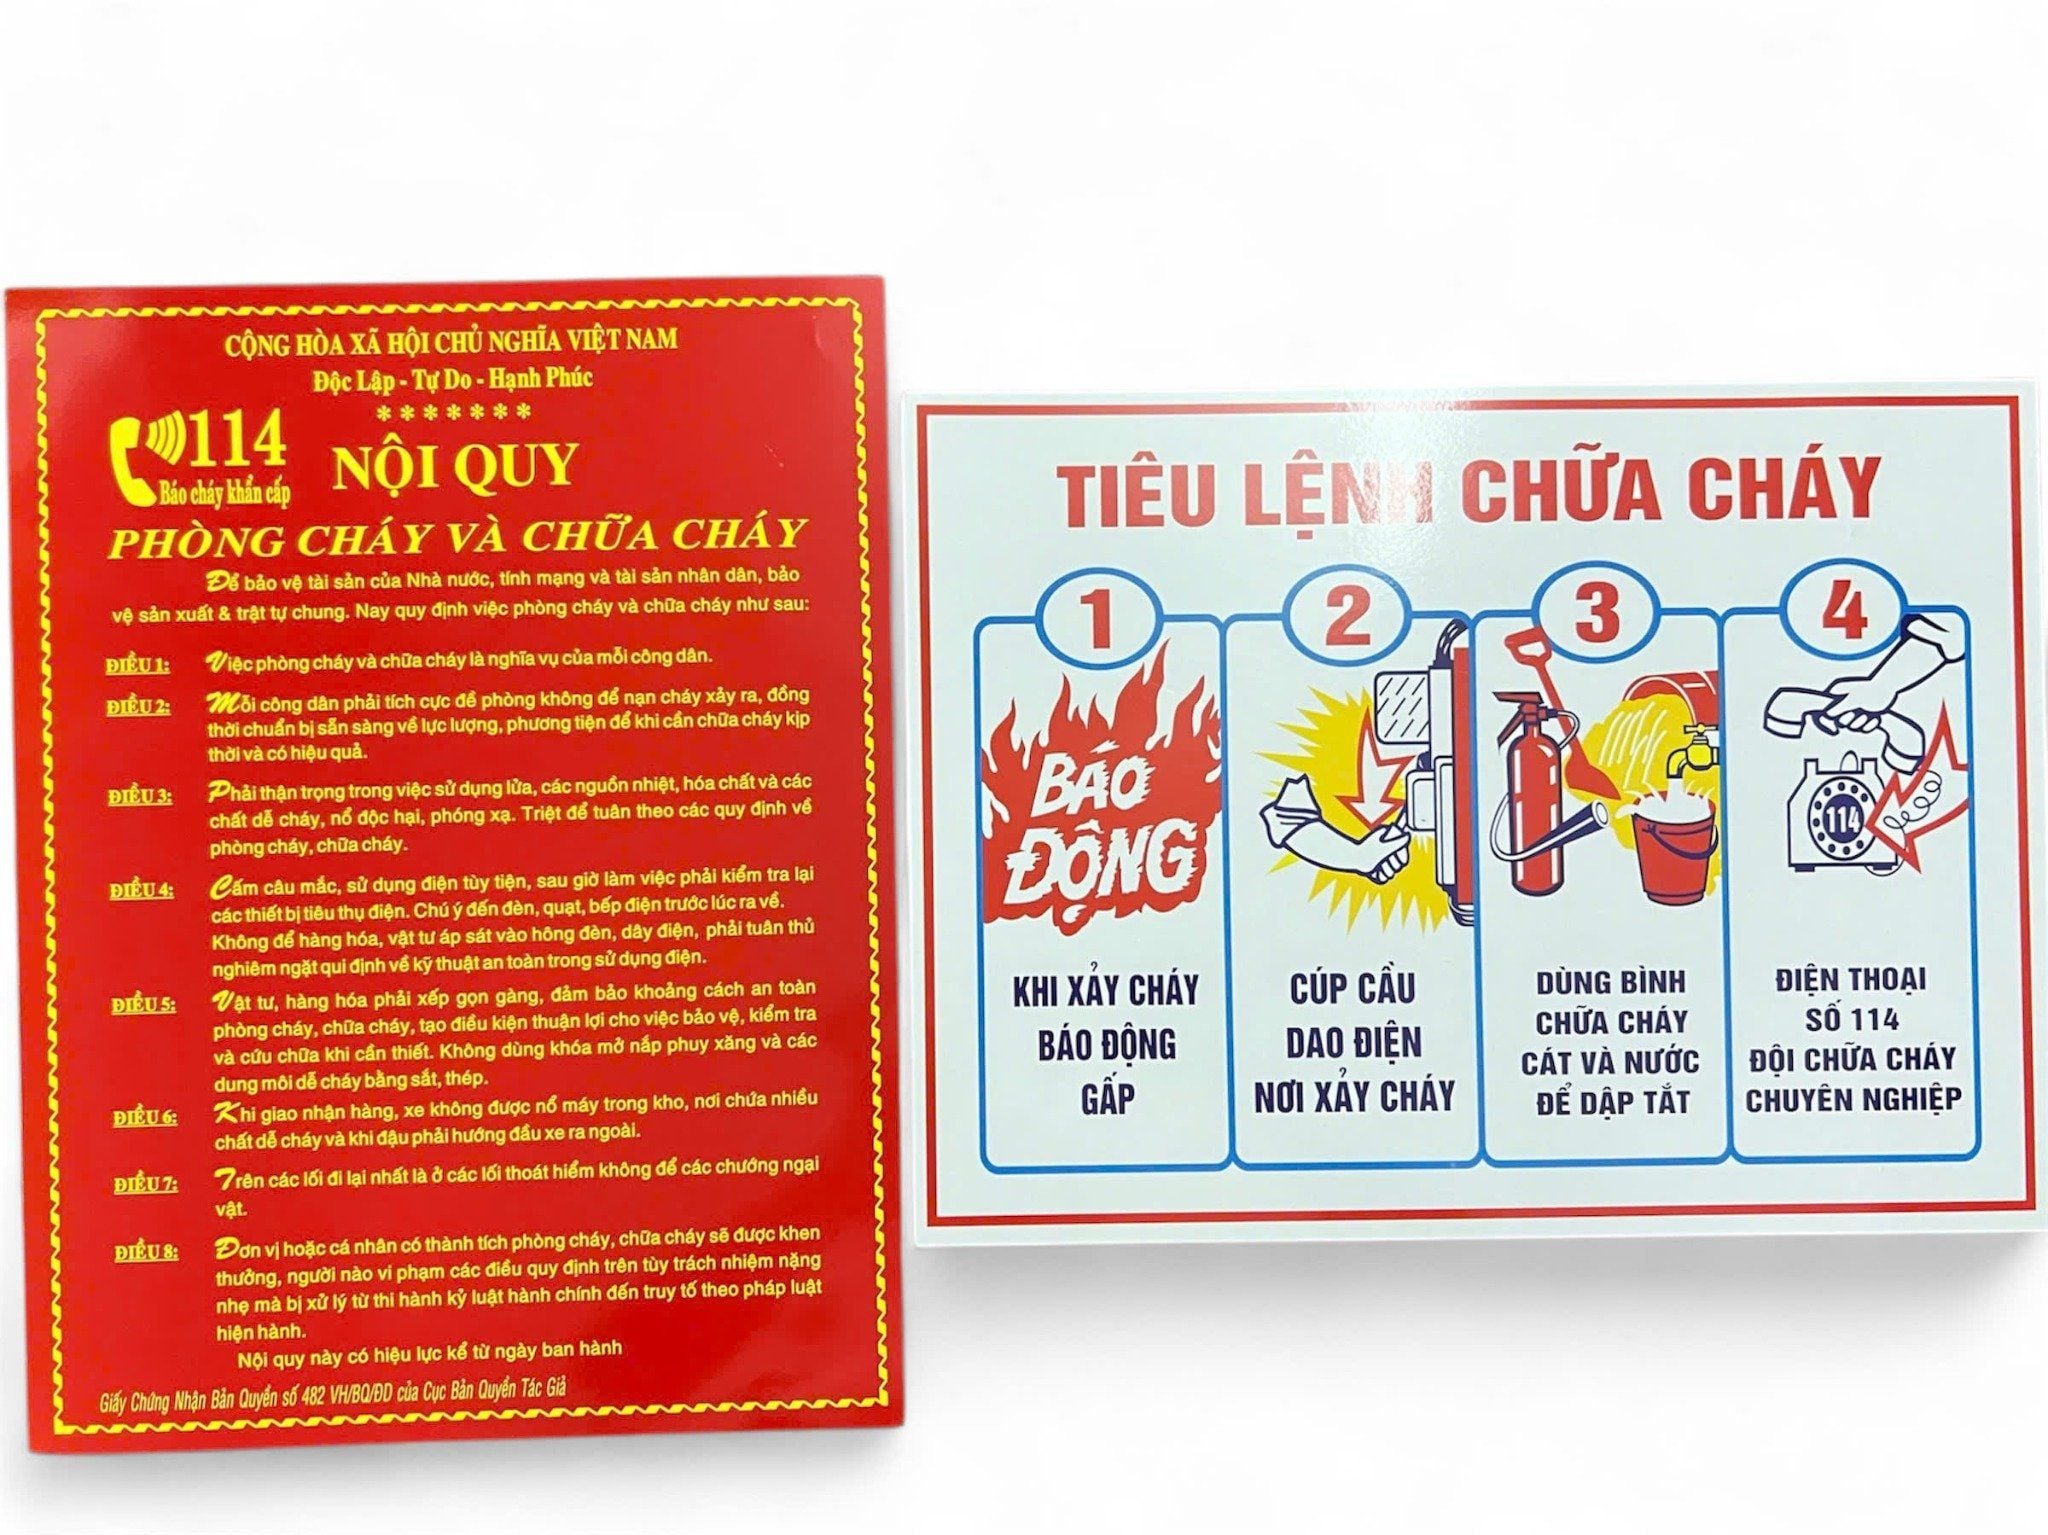 CỘNG HÒA XÃ HỘI CHỦ NGHĨA VIỆT NAM
Độc Lập - Tự Do - Hạnh Phúc
*******
114
Báo cháy khẩn cấp
NỘI QUY
PHÒNG CHÁY VÀ CHỮA CHÁY
Để bảo vệ tài sản của Nhà nước, tính mạng và tài sản nhân dân, bảo
vệ sản xuất & trật tự chung. Nay quy định việc phòng cháy và chữa cháy như sau:
ĐIỀU 1: Việc phòng cháy và chữa cháy là nghĩa vụ của mỗi công dân.
ĐIỀU 2: Mỗi công dân phải tích cực đề phòng không để nạn cháy xảy ra, đồng
thời chuẩn bị sẵn sàng về lực lượng, phương tiện để khi cần chữa cháy kịp
thời và có hiệu quả.
ĐIỀU 3: Phải thận trọng trong việc sử dụng lửa, các nguồn nhiệt, hóa chất và các
chất dễ cháy, nổ độc hại, phóng xạ. Triệt để tuân theo các quy định về
phòng cháy, chữa cháy.
ĐIỀU 4: Cấm câu mắc, sử dụng điện tùy tiện, sau giờ làm việc phải kiểm tra lại
các thiết bị tiêu thụ điện. Chú ý đến đèn, quạt, bếp điện trước lúc ra về.
Không để hàng hóa, vật tư áp sát vào hông đèn, dây điện, phải tuân thủ
nghiêm ngặt qui định về kỹ thuật an toàn trong sử dụng điện.
ĐIỀU 5: Vật tư, hàng hóa phải xếp gọn gàng, đảm bảo khoảng cách an toàn
phòng cháy, chữa cháy, tạo điều kiện thuận lợi cho việc bảo vệ, kiểm tra
và cứu chữa khi cần thiết. Không dùng khóa mở nắp phuy xăng và các
dung môi dễ cháy bằng sắt, thép.
ĐIỀU 6: Khi giao nhận hàng, xe không được nổ máy trong kho, nơi chứa nhiều
chất dễ cháy và khi đậu phải hướng đầu xe ra ngoài.
ĐIỀU 7: Trên các lối đi lại nhất là ở các lối thoát hiểm không để các chướng ngại
vật.
ĐIỀU 8: Đơn vị hoặc cá nhân có thành tích phòng cháy, chữa cháy sẽ được khen
thưởng, người nào vi phạm các điều quy định trên tùy trách nhiệm nặng
nhẹ mà bị xử lý từ thi hành kỷ luật hành chính đến truy tố theo pháp luật
hiện hành.
Nội quy này có hiệu lực kể từ ngày ban hành
Giấy Chứng Nhận Bản Quyền số 482 VH/BQ/ĐD của Cục Bản Quyền Tác Giả
TIÊU LỆNH CHỮA CHÁY
1
BÁO
ĐỘNG
KHI XẢY CHÁY
BÁO ĐỘNG
GẤP
2
CÚP CẦU
DAO ĐIỆN
NƠI XẢY CHÁY
3
DÙNG BÌNH
CHỮA CHÁY
CÁT VÀ NƯỚC
ĐỂ DẬP TẮT
4
114
ĐIỆN THOẠI
SỐ 114
ĐỘI CHỮA CHÁY
CHUYÊN NGHIỆP